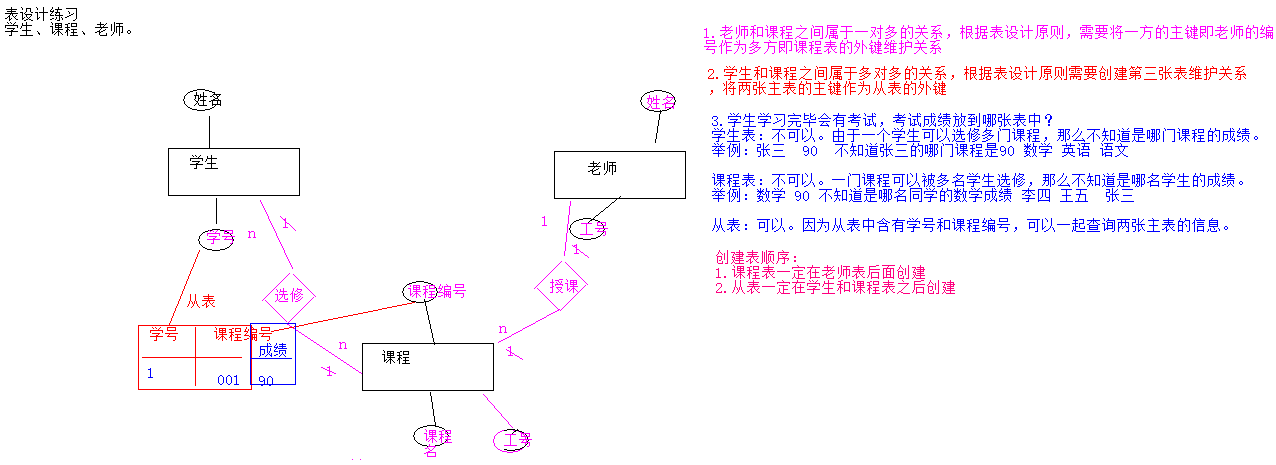 表设计练习
学生、课程、老师。
1.老师和课程之间属于一对多的关系，根据表设计原则，需要将一方的主键即老师的编
号作为多方即课程表的外键维护关系
2.学生和课程之间属于多对多的关系，根据表设计原则需要创建第三张表维护关系
，将两张主表的主键作为从表的外键
3.学生学习完毕会有考试，考试成绩放到哪张表中？
学生表：不可以。由于一个学生可以选修多门课程，那么不知道是哪门课程的成绩。
举例：张三 90 不知道张三的哪门课程是90 数学 英语 语文
课程表：不可以。一门课程可以被多名学生选修，那么不知道是哪名学生的成绩。
举例：数学 90 不知道是哪名同学的数学成绩 李四 王五 张三
从表：可以。因为从表中含有学号和课程编号，可以一起查询两张主表的信息。
创建表顺序：
1.课程表一定在老师表后面创建
2.从表一定在学生和课程表之后创建
姓名
姓名
学生
老师
1
1
n
学号
工号
1
从表
选修
课程编号
授课
学号
课程编号
成绩
n
n
1
1
001
90
1
课程
课程
名
工号